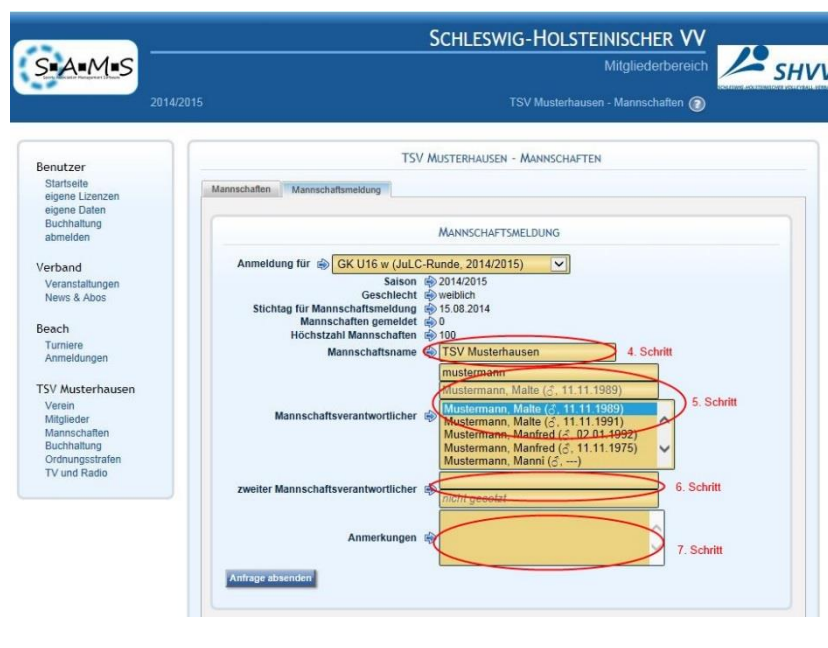 SCHLESWIG-HOLSTEINISCHER VV
S·A·M·S
Mitgliederbereich
SHVV
2014/2015
TSV Musterhausen - Mannschaften ?
Benutzer
Startseite
eigene Lizenzen
eigene Daten
Buchhaltung
abmelden
Verband
Veranstaltungen
News & Abos
Beach
Turniere
Anmeldungen
TSV Musterhausen
Verein
Mitglieder
Mannschaften
Buchhaltung
Ordnungsstrafen
TV und Radio
TSV MUSTERHAUSEN - MANNSCHAFTEN
Mannschaften Mannschaftsmeldung
MANNSCHAFTSMELDUNG
Anmeldung für GK U16 w (JuLC-Runde, 2014/2015)
Saison 2014/2015
Geschlecht weiblich
Stichtag für Mannschaftsmeldung 15.08.2014
Mannschaften gemeldet 0
Höchstzahl Mannschaften 100
Mannschaftsname TSV Musterhausen 4. Schritt
mustermann
Mustermann, Malte (♂, 11.11.1989)
5. Schritt
Mannschaftsverantwortlicher
Mustermann, Malte (♂, 11.11.1989)
Mustermann, Malte (♂, 11.11.1991)
Mustermann, Manfred (♂, 02.01.1992)
Mustermann, Manfred (♂, 11.11.1975)
Mustermann, Manni (♂, ---)
zweiter Mannschaftsverantwortlicher 6. Schritt
nicht gesetzt
Anmerkungen
7. Schritt
Anfrage absenden